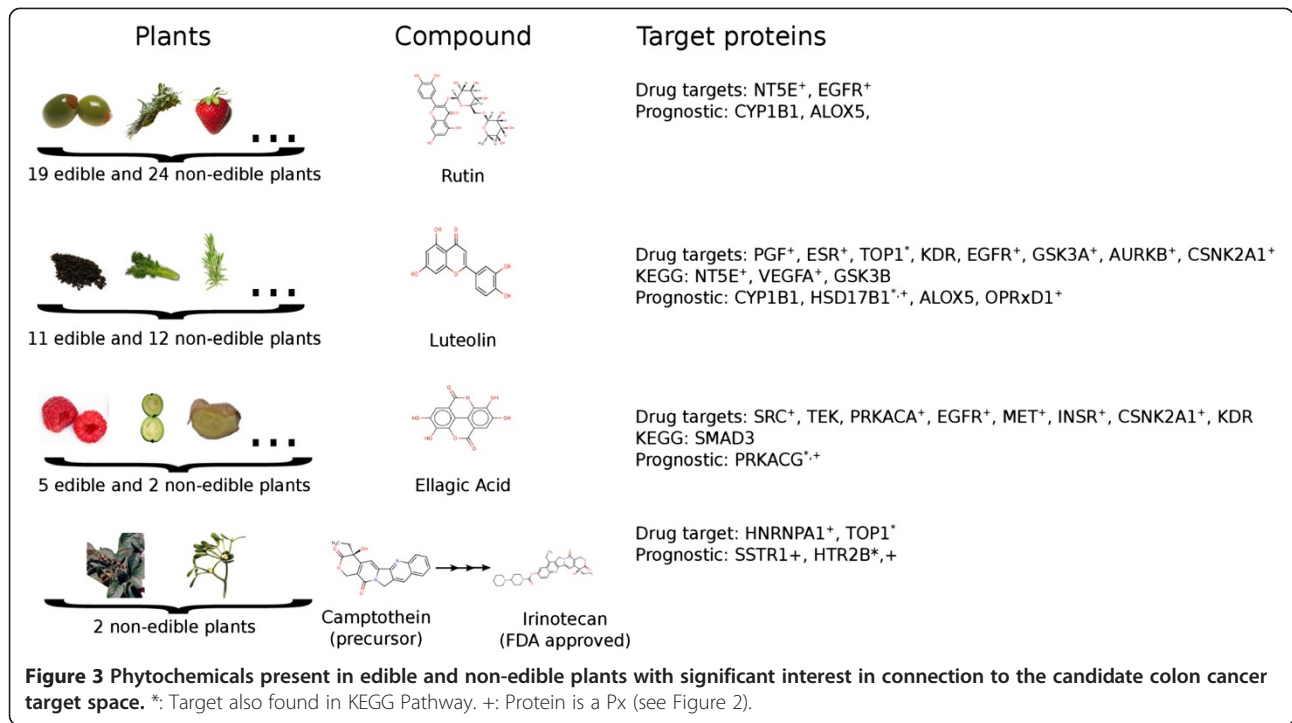 Plants Compound Target proteins
Drug targets: NT5E⁺, EGFR⁺
Prognostic: CYP1B1, ALOX5,
19 edible and 24 non-edible plants
Rutin
Drug targets: PGF⁺, ESR⁺, TOP1*, KDR, EGFR⁺, GSK3A⁺, AURKB⁺, CSNK2A1⁺
KEGG: NT5E⁺, VEGFA⁺, GSK3B
Prognostic: CYP1B1, HSD17B1*,⁺, ALOX5, OPRxD1⁺
11 edible and 12 non-edible plants
Luteolin
Drug targets: SRC⁺, TEK, PRKACA⁺, EGFR⁺, MET⁺, INSR⁺, CSNK2A1⁺, KDR
KEGG: SMAD3
Prognostic: PRKACG*,⁺
5 edible and 2 non-edible plants
Ellagic Acid
Drug target: HNRNPA1⁺, TOP1*
Prognostic: SSTR1+, HTR2B*,+
2 non-edible plants
Camptothein
(precursor)
Irinotecan
(FDA approved)
Figure 3 Phytochemicals present in edible and non-edible plants with significant interest in connection to the candidate colon cancer
target space. *: Target also found in KEGG Pathway. +: Protein is a Px (see Figure 2).